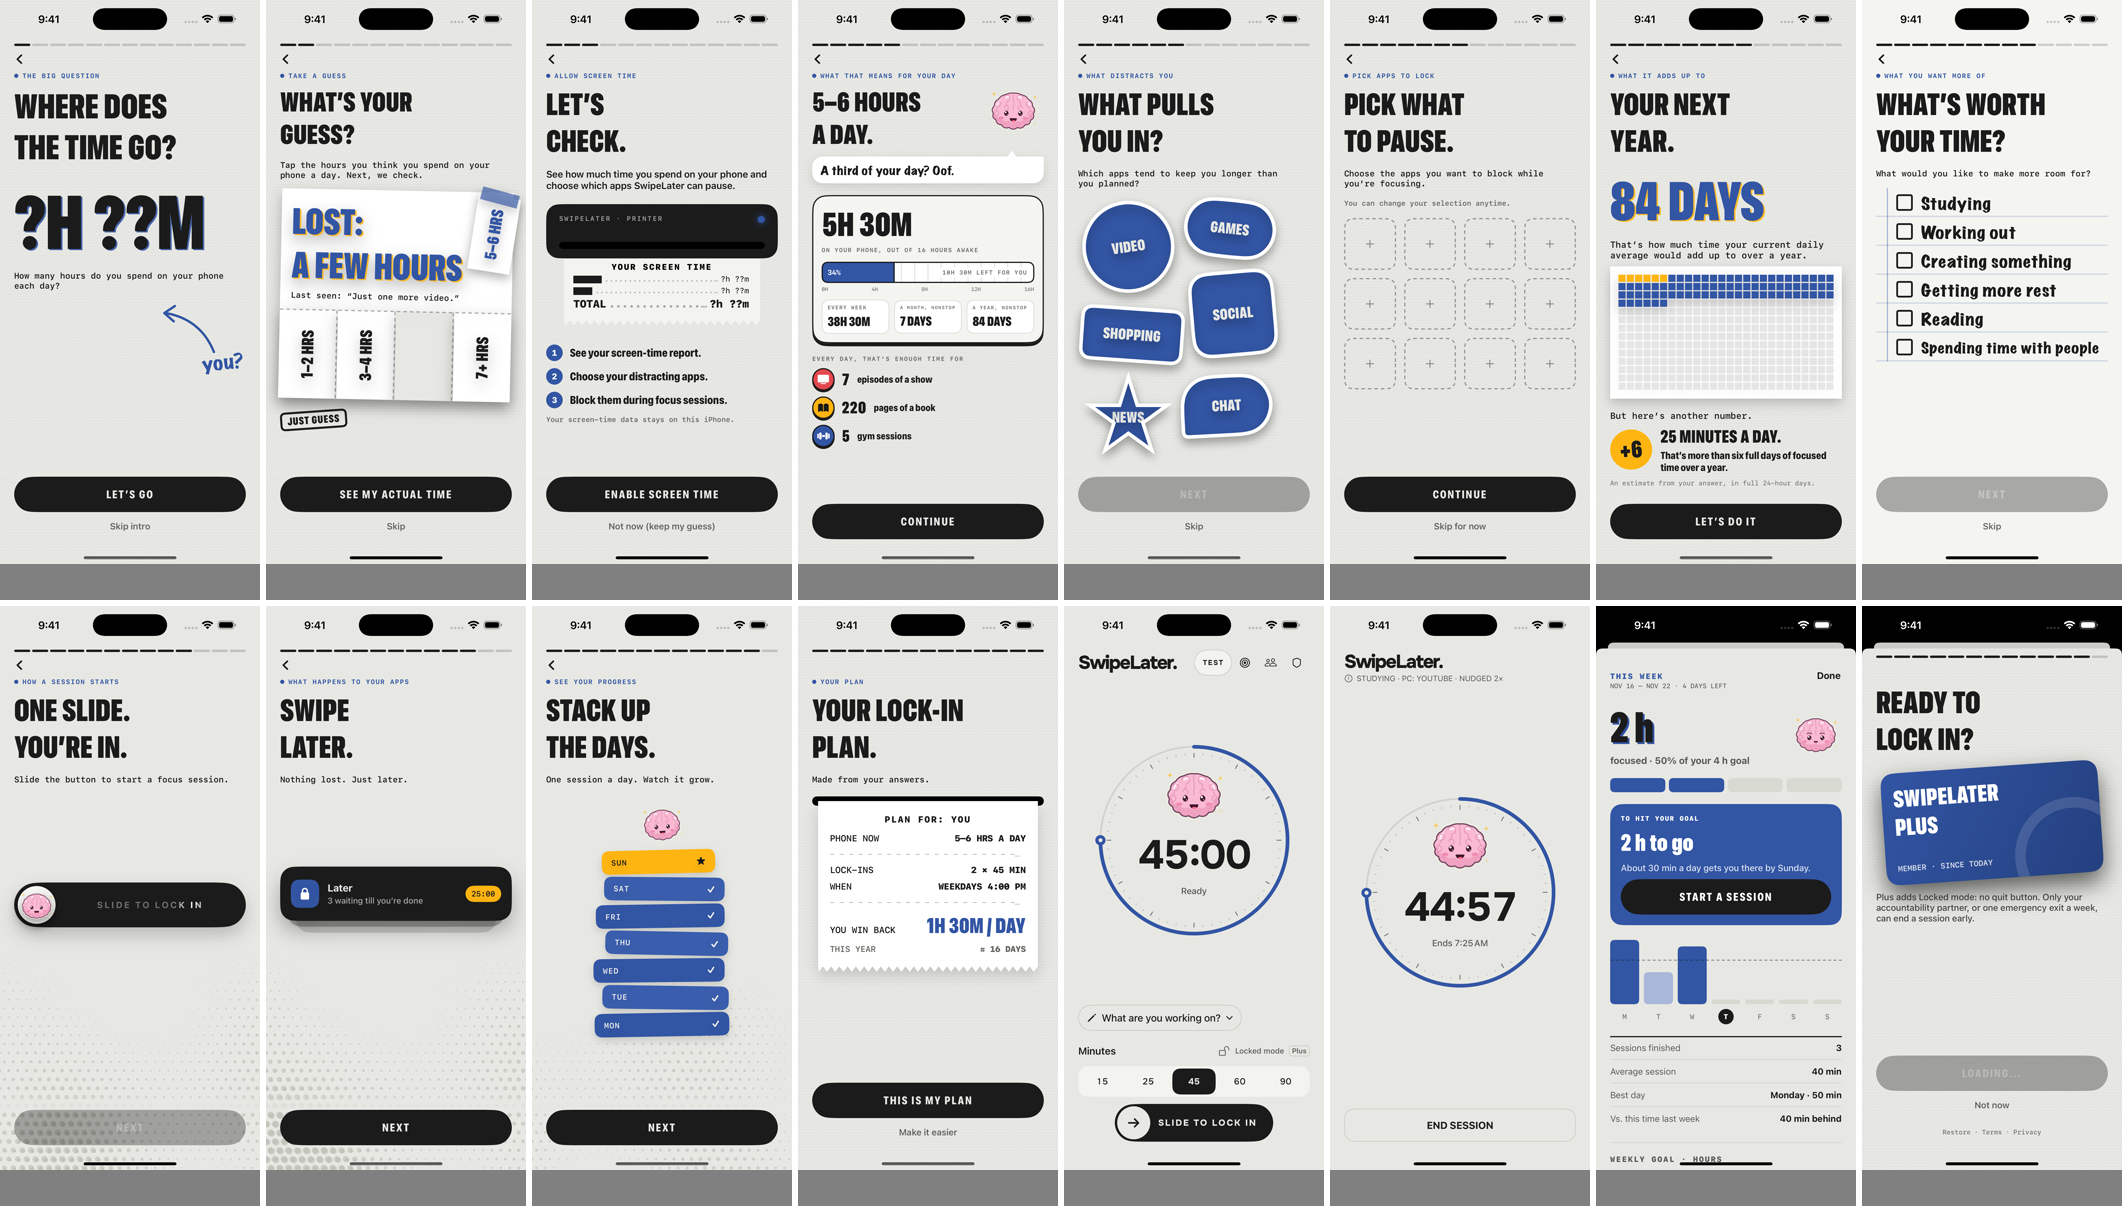 9:41
THE BIG QUESTION
WHERE DOES
THE TIME GO?
?H ??M
How many hours do you spend on your phone
each day?
you?
LET'S GO
Skip intro
9:41
TAKE A GUESS
WHAT'S YOUR
GUESS?
Tap the hours you think you spend on your
phone a day. Next, we check.
LOST:
A FEW HOURS
Last seen: “Just one more video.”
5–6 HRS
1–2 HRS
3–4 HRS
7+ HRS
JUST GUESS
SEE MY ACTUAL TIME
Skip
9:41
ALLOW SCREEN TIME
LET'S
CHECK.
See how much time you spend on your phone and
choose which apps SwipeLater can pause.
SWIPELATER · PRINTER
YOUR SCREEN TIME
?h ??m
?h ??m
TOTAL ?h ??m
1 See your screen-time report.
2 Choose your distracting apps.
3 Block them during focus sessions.
Your screen-time data stays on this iPhone.
ENABLE SCREEN TIME
Not now (keep my guess)
9:41
WHAT THAT MEANS FOR YOUR DAY
5–6 HOURS
A DAY.
A third of your day? Oof.
5H 30M
ON YOUR PHONE, OUT OF 16 HOURS AWAKE
34% 10H 30M LEFT FOR YOU
0H 4H 8H 12H 16H
EVERY WEEK
38H 30M
A MONTH, NONSTOP
7 DAYS
A YEAR, NONSTOP
84 DAYS
EVERY DAY, THAT'S ENOUGH TIME FOR
7 episodes of a show
220 pages of a book
5 gym sessions
CONTINUE
9:41
WHAT DISTRACTS YOU
WHAT PULLS
YOU IN?
Which apps tend to keep you longer than
you planned?
VIDEO
GAMES
SHOPPING
SOCIAL
NEWS
CHAT
NEXT
Skip
9:41
PICK APPS TO LOCK
PICK WHAT
TO PAUSE.
Choose the apps you want to block while
you're focusing.
You can change your selection anytime.
CONTINUE
Skip for now
9:41
WHAT IT ADDS UP TO
YOUR NEXT
YEAR.
84 DAYS
That's how much time your current daily
average would add up to over a year.
But here's another number.
+6
25 MINUTES A DAY.
That's more than six full days of focused
time over a year.
An estimate from your answer, in full 24-hour days.
LET'S DO IT
9:41
WHAT YOU WANT MORE OF
WHAT'S WORTH
YOUR TIME?
What would you like to make more room for?
Studying
Working out
Creating something
Getting more rest
Reading
Spending time with people
NEXT
Skip
9:41
HOW A SESSION STARTS
ONE SLIDE.
YOU'RE IN.
Slide the button to start a focus session.
SLIDE TO LOCK IN
NEXT
9:41
WHAT HAPPENS TO YOUR APPS
SWIPE
LATER.
Nothing lost. Just later.
Later
3 waiting till you're done
25:00
NEXT
9:41
SEE YOUR PROGRESS
STACK UP
THE DAYS.
One session a day. Watch it grow.
SUN
SAT
FRI
THU
WED
TUE
MON
NEXT
9:41
YOUR PLAN
YOUR LOCK-IN
PLAN.
Made from your answers.
PLAN FOR: YOU
PHONE NOW 5–6 HRS A DAY
LOCK-INS 2 × 45 MIN
WHEN WEEKDAYS 4:00 PM
YOU WIN BACK 1H 30M / DAY
THIS YEAR ≈ 16 DAYS
THIS IS MY PLAN
Make it easier
9:41
SwipeLater.
TEST
45:00
Ready
What are you working on?
Minutes Locked mode Plus
15 25 45 60 90
SLIDE TO LOCK IN
9:41
SwipeLater.
STUDYING · PC: YOUTUBE · NUDGED 2×
44:57
Ends 7:25 AM
END SESSION
9:41
THIS WEEK Done
NOV 16 – NOV 22 · 4 DAYS LEFT
2 h
focused · 50% of your 4 h goal
TO HIT YOUR GOAL
2 h to go
About 30 min a day gets you there by Sunday.
START A SESSION
M T W T F S S
Sessions finished 3
Average session 40 min
Best day Monday · 50 min
Vs. this time last week 40 min behind
WEEKLY GOAL · HOURS
9:41
READY TO
LOCK IN?
SWIPELATER
PLUS
MEMBER · SINCE TODAY
Plus adds Locked mode: no quit button. Only your
accountability partner, or one emergency exit a week,
can end a session early.
LOADING...
Not now
Restore · Terms · Privacy